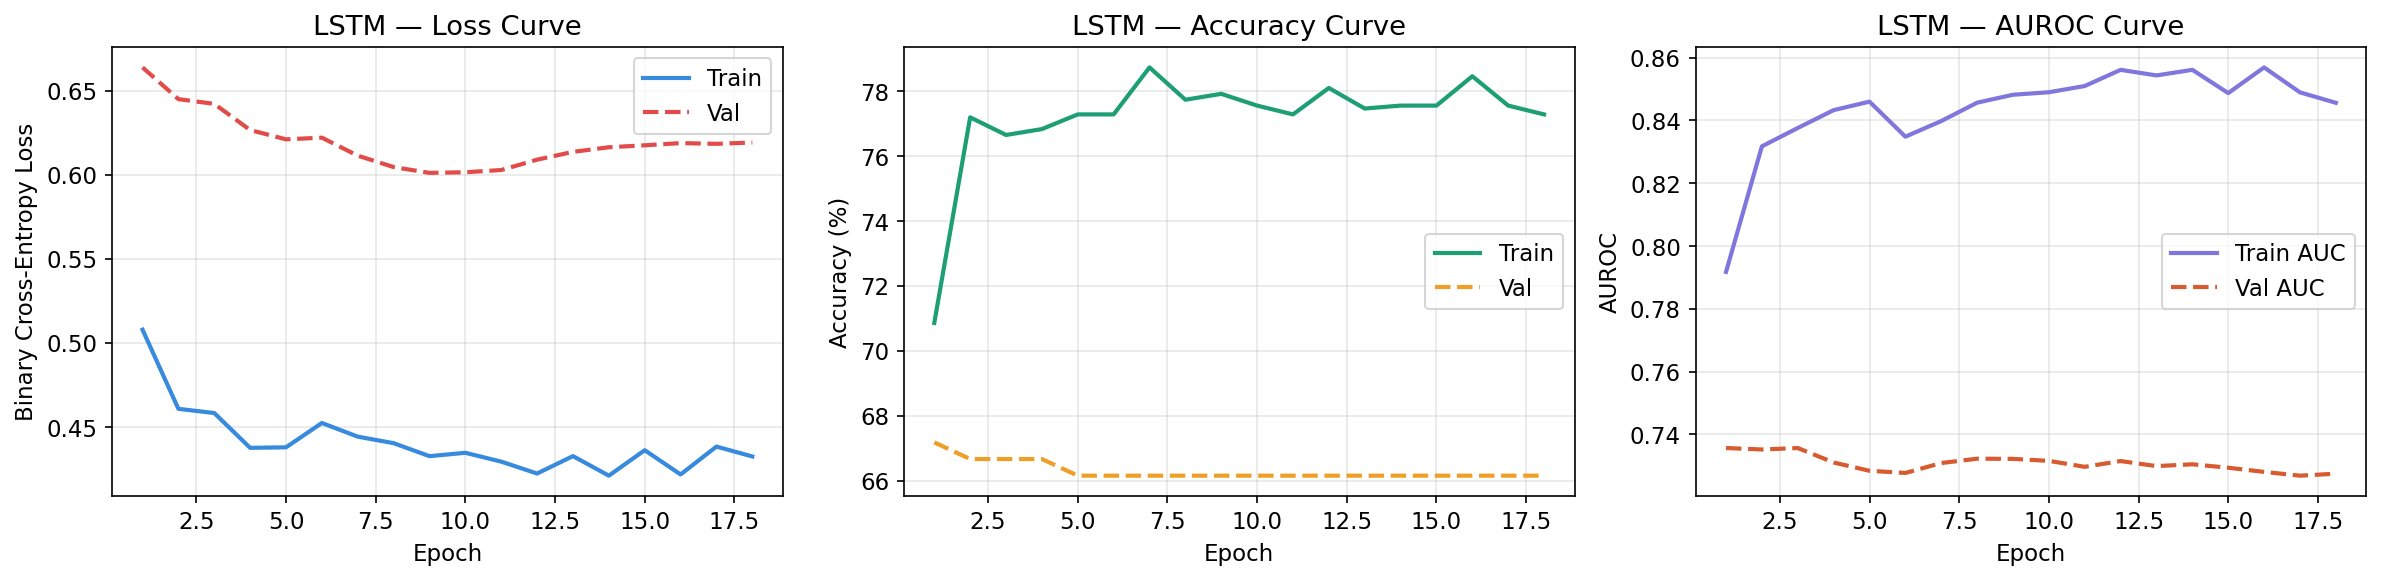 LSTM — Loss Curve
Binary Cross-Entropy Loss
0.65
0.60
0.55
0.50
0.45
Train
Val
2.5 5.0 7.5 10.0 12.5 15.0 17.5
Epoch
LSTM — Accuracy Curve
Accuracy (%)
78
76
74
72
70
68
66
Train
Val
2.5 5.0 7.5 10.0 12.5 15.0 17.5
Epoch
LSTM — AUROC Curve
AUROC
0.86
0.84
0.82
0.80
0.78
0.76
0.74
Train AUC
Val AUC
2.5 5.0 7.5 10.0 12.5 15.0 17.5
Epoch